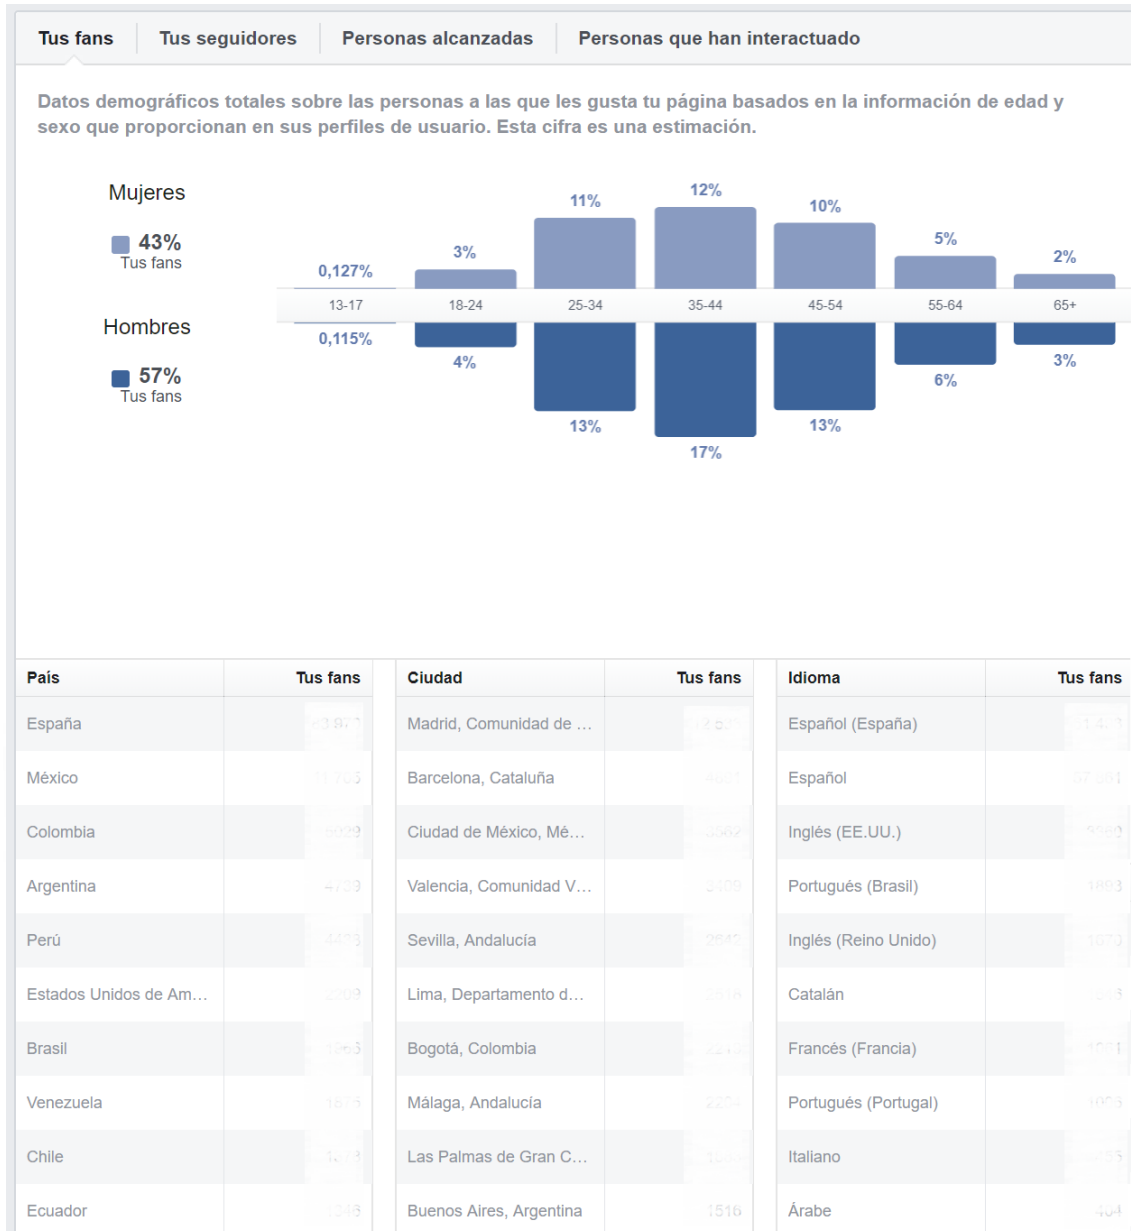 Tus fans Tus seguidores Personas alcanzadas Personas que han interactuado
Datos demográficos totales sobre las personas a las que les gusta tu página basados en la información de edad y
sexo que proporcionan en sus perfiles de usuario. Esta cifra es una estimación.
Mujeres
43%
Tus fans
0,127% 3% 11% 12% 10% 5% 2%
13-17 18-24 25-34 35-44 45-54 55-64 65+
Hombres
57%
Tus fans
0,115% 4% 13% 17% 13% 6% 3%
País Tus fans Ciudad Tus fans Idioma Tus fans
España Madrid, Comunidad de … Español (España)
México Barcelona, Cataluña Español
Colombia Ciudad de México, Mé… Inglés (EE.UU.)
Argentina Valencia, Comunidad V… Portugués (Brasil)
Perú Sevilla, Andalucía Inglés (Reino Unido)
Estados Unidos de Am… Lima, Departamento d… Catalán
Brasil Bogotá, Colombia Francés (Francia)
Venezuela Málaga, Andalucía Portugués (Portugal)
Chile Las Palmas de Gran C… Italiano
Ecuador Buenos Aires, Argentina 1516 Árabe